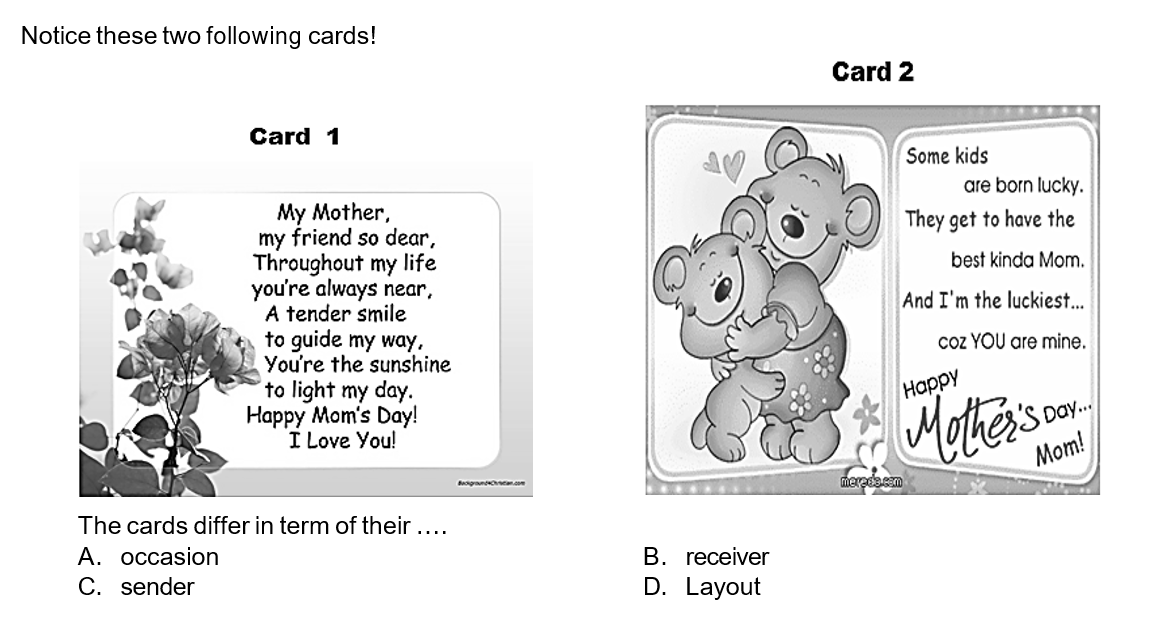 Notice these two following cards!
Card 1
My Mother,
my friend so dear,
Throughout my life
you're always near,
A tender smile
to guide my way,
You're the sunshine
to light my day.
Happy Mom's Day!
I Love You!
Background4Christian.com
Card 2
Some kids
are born lucky.
They get to have the
best kinda Mom.
And I'm the luckiest...
coz YOU are mine.
Happy
Mother's DAY...
Mom!
The cards differ in term of their ....
A. occasion
B. receiver
C. sender
D. Layout